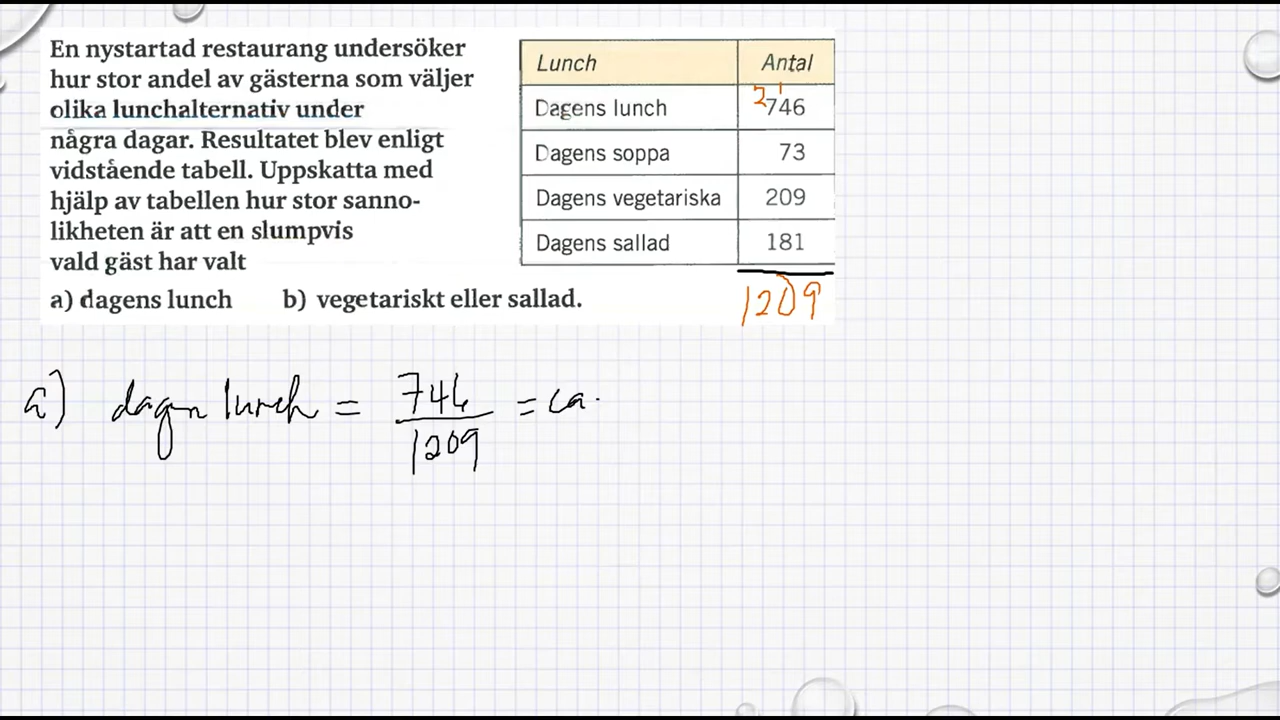 En nystartad restaurang undersöker
hur stor andel av gästerna som väljer
olika lunchalternativ under
några dagar. Resultatet blev enligt
vidstående tabell. Uppskatta med
hjälp av tabellen hur stor sanno-
likheten är att en slumpvis
vald gäst har valt
a) dagens lunch b) vegetariskt eller sallad.
Lunch Antal
2 1
Dagens lunch 746
Dagens soppa 73
Dagens vegetariska 209
Dagens sallad 181
1209
a) dagen lunch = 746 / 1209 = ca.